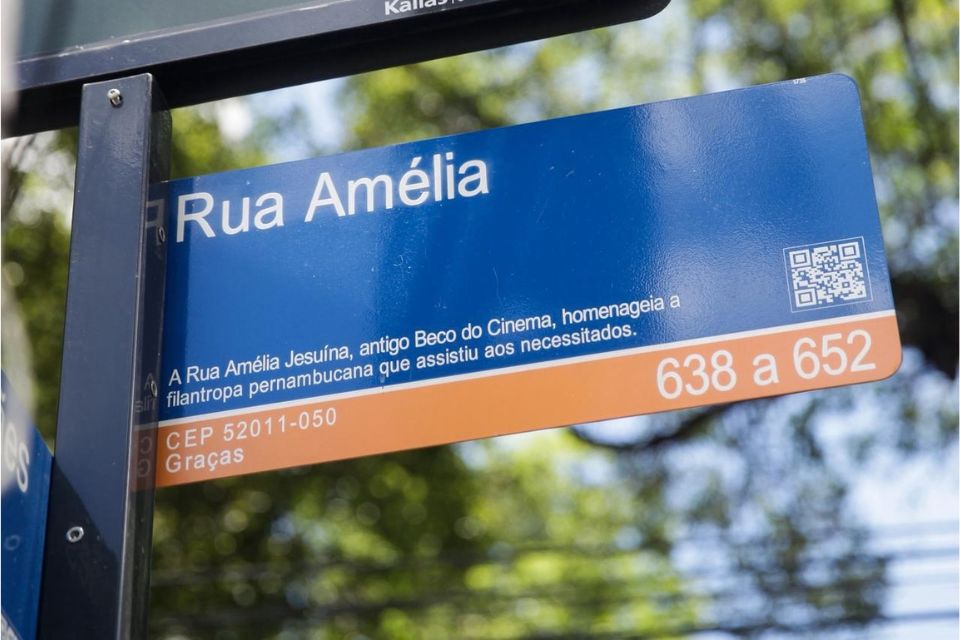 Rua Amélia
A Rua Amélia Jesuína, antigo Beco do Cinema, homenageia a
filantropa pernambucana que assistiu aos necessitados.
638 a 652
CEP 52011-050
Graças